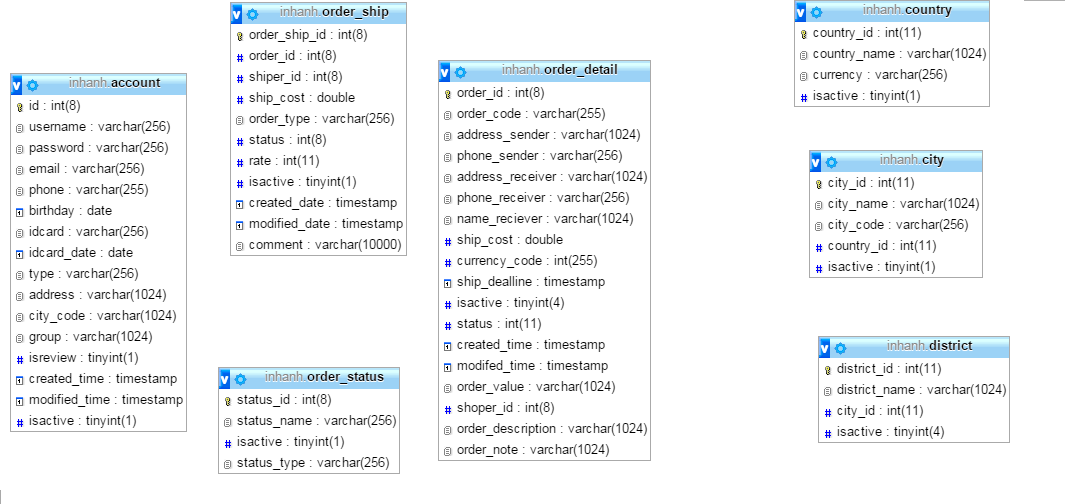 inhanh.account
id : int(8)
username : varchar(256)
password : varchar(256)
email : varchar(256)
phone : varchar(255)
birthday : date
idcard : varchar(256)
idcard_date : date
type : varchar(256)
address : varchar(1024)
city_code : varchar(1024)
group : varchar(1024)
isreview : tinyint(1)
created_time : timestamp
modified_time : timestamp
isactive : tinyint(1)
inhanh.order_ship
order_ship_id : int(8)
order_id : int(8)
shiper_id : int(8)
ship_cost : double
order_type : varchar(256)
status : int(8)
rate : int(11)
isactive : tinyint(1)
created_date : timestamp
modified_date : timestamp
comment : varchar(10000)
inhanh.order_status
status_id : int(8)
status_name : varchar(256)
isactive : tinyint(1)
status_type : varchar(256)
inhanh.order_detail
order_id : int(8)
order_code : varchar(255)
address_sender : varchar(1024)
phone_sender : varchar(256)
address_receiver : varchar(1024)
phone_receiver : varchar(256)
name_reciever : varchar(1024)
ship_cost : double
currency_code : int(255)
ship_dealline : timestamp
isactive : tinyint(4)
status : int(11)
created_time : timestamp
modifed_time : timestamp
order_value : varchar(1024)
shoper_id : int(8)
order_description : varchar(1024)
order_note : varchar(1024)
inhanh.country
country_id : int(11)
country_name : varchar(1024)
currency : varchar(256)
isactive : tinyint(1)
inhanh.city
city_id : int(11)
city_name : varchar(1024)
city_code : varchar(256)
country_id : int(11)
isactive : tinyint(1)
inhanh.district
district_id : int(11)
district_name : varchar(1024)
city_id : int(11)
isactive : tinyint(4)